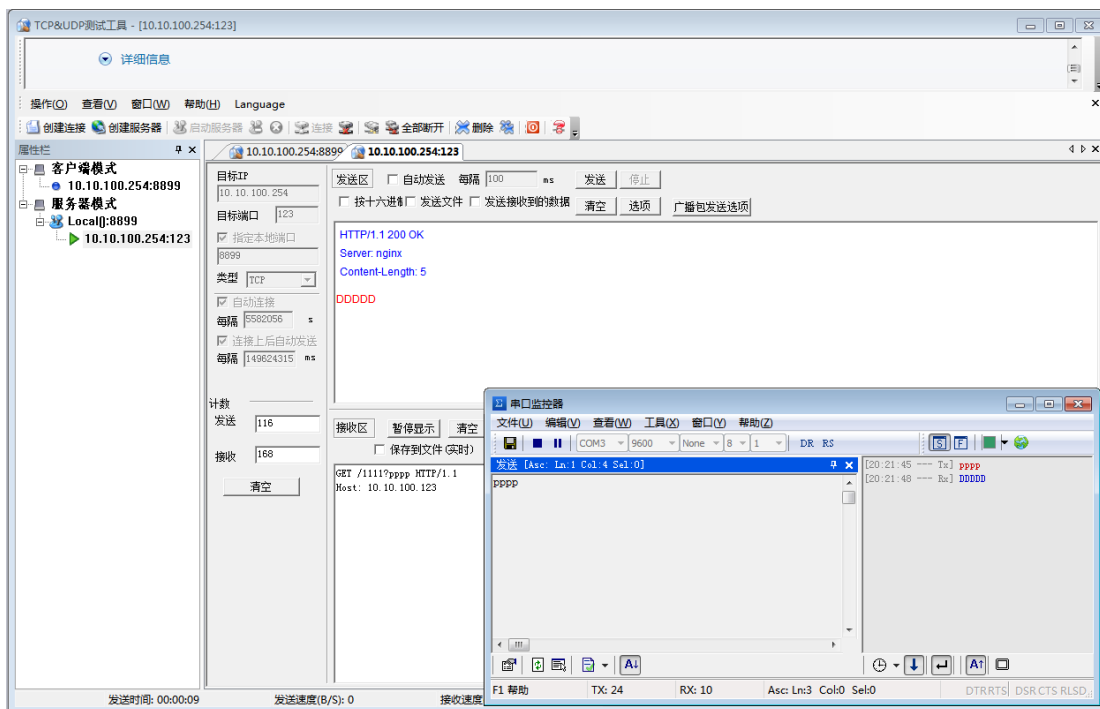 TCP&UDP测试工具 - [10.10.100.254:123]
详细信息
操作(O) 查看(V) 窗口(W) 帮助(H) Language
创建连接 创建服务器 启动服务器 连接 全部断开 删除
属性栏
客户端模式
10.10.100.254:8899
服务器模式
Local():8899
10.10.100.254:123
10.10.100.254:8899 10.10.100.254:123
目标IP
10.10.100.254
目标端口 123
指定本地端口
8899
类型 TCP
自动连接
每隔 5582056 s
连接上后自动发送
每隔 149624315 ms
计数
发送 116
接收 168
清空
发送区 自动发送 每隔 100 ms 发送 停止
按十六进制 发送文件 发送接收到的数据 清空 选项 广播包发送选项
HTTP/1.1 200 OK
Server: nginx
Content-Length: 5
DDDDD
接收区 暂停显示 清空
保存到文件(实时)
GET /1111?pppp HTTP/1.1
Host: 10.10.100.123
串口监控器
文件(U) 编辑(V) 查看(W) 工具(X) 窗口(Y) 帮助(Z)
COM3 9600 None 8 1 DR RS S F
发送 [Asc: Ln:1 Col:4 Sel:0]
pppp
[20:21:45 --- Tx] pppp
[20:21:48 --- Rx] DDDDD
F1 帮助 TX: 24 RX: 10 Asc: Ln:3 Col:0 Sel:0 DTR RTS DSR CTS RLSD
发送时间: 00:00:09 发送速度(B/S): 0 接收速度